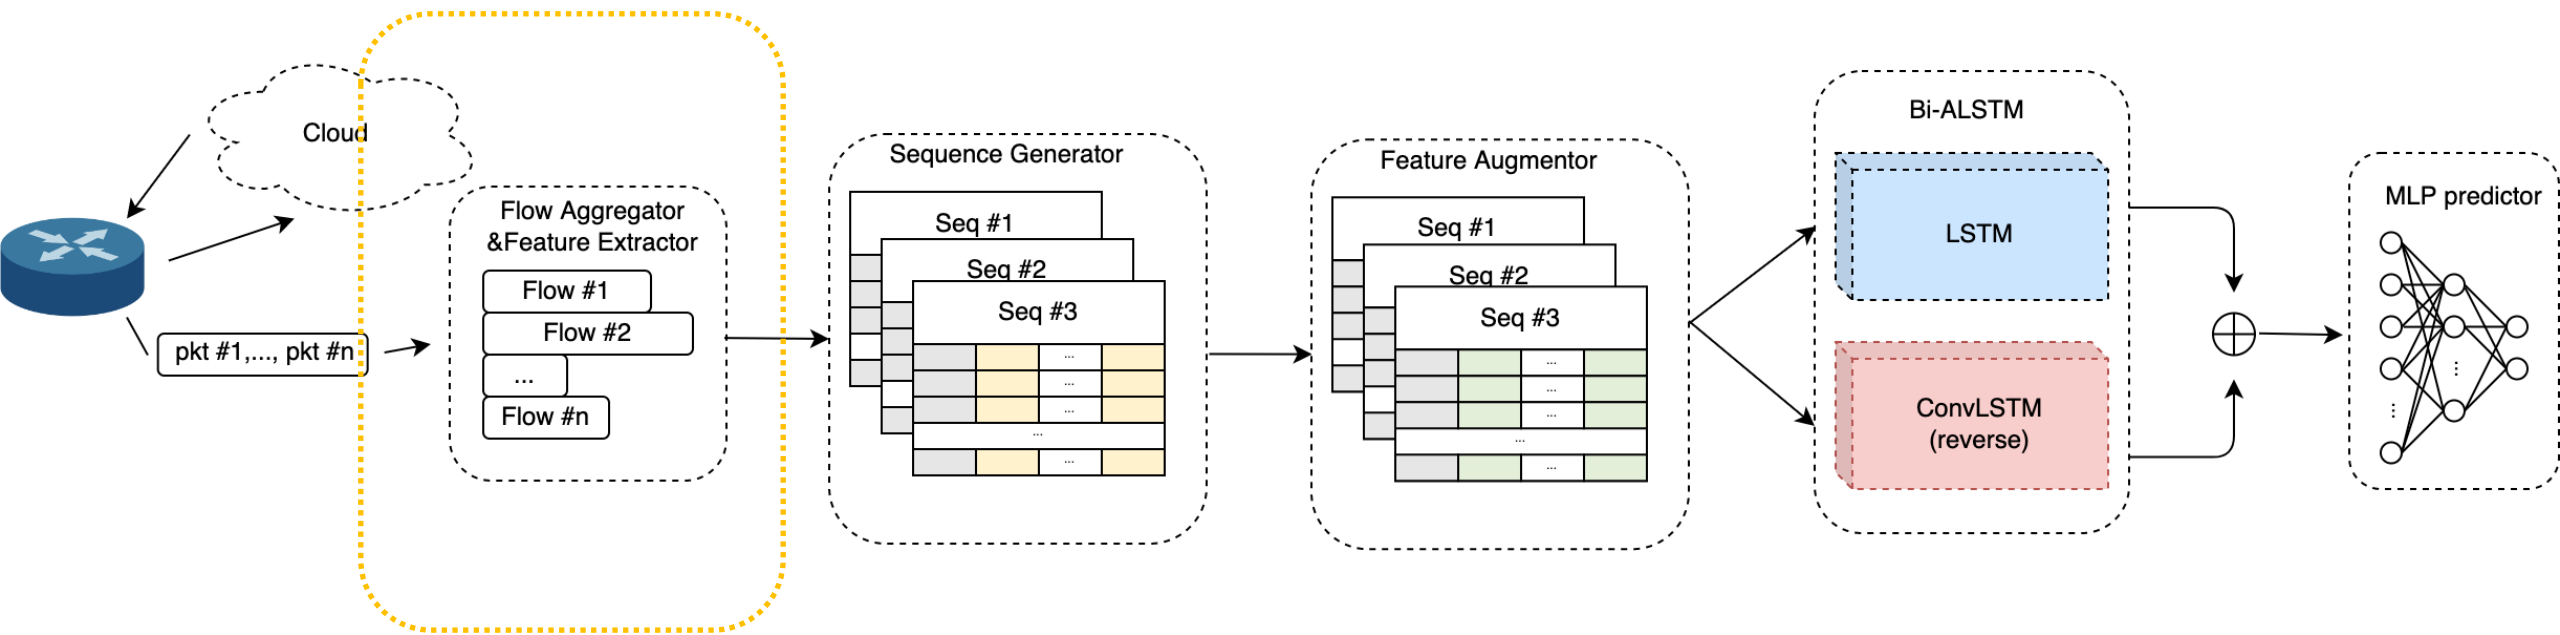 Cloud
pkt #1,..., pkt #n
Flow Aggregator
&Feature Extractor
Flow #1
Flow #2
...
Flow #n
Sequence Generator
Seq #1
Seq #2
Seq #3
...
...
...
...
...
Feature Augmentor
Seq #1
Seq #2
Seq #3
...
...
...
...
...
Bi-ALSTM
LSTM
ConvLSTM
(reverse)
MLP predictor
...
...